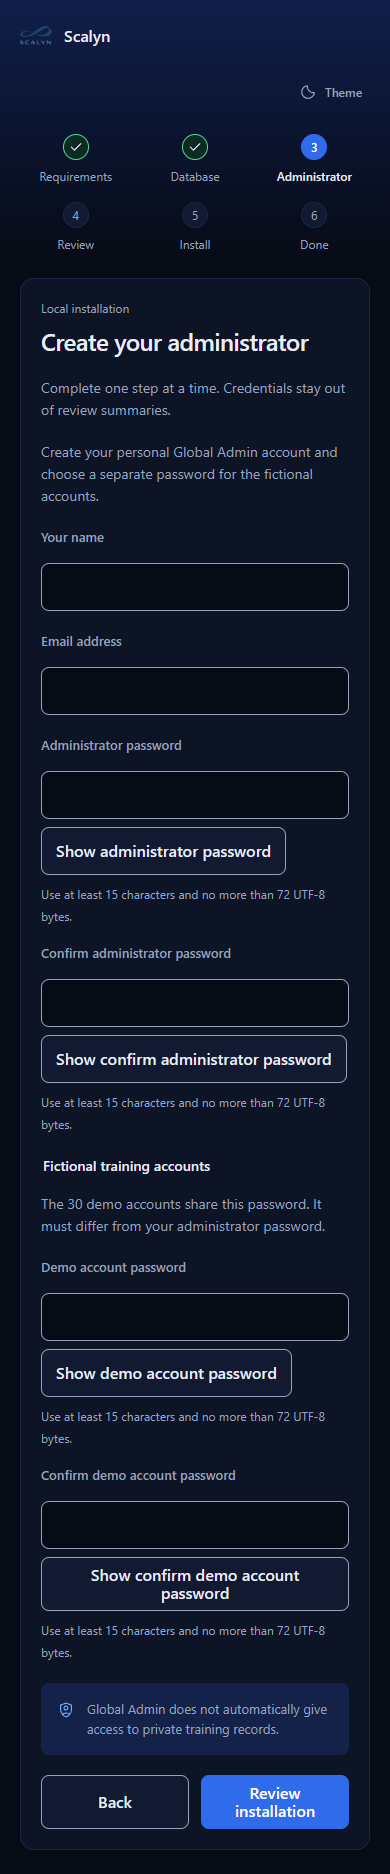 SCALYN
Scalyn
Theme
3
Requirements
Database
Administrator
4
5
6
Review
Install
Done
Local installation
Create your administrator
Complete one step at a time. Credentials stay out
of review summaries.
Create your personal Global Admin account and
choose a separate password for the fictional
accounts.
Your name
Email address
Administrator password
Show administrator password
Use at least 15 characters and no more than 72 UTF-8
bytes.
Confirm administrator password
Show confirm administrator password
Use at least 15 characters and no more than 72 UTF-8
bytes.
Fictional training accounts
The 30 demo accounts share this password. It
must differ from your administrator password.
Demo account password
Show demo account password
Use at least 15 characters and no more than 72 UTF-8
bytes.
Confirm demo account password
Show confirm demo account
password
Use at least 15 characters and no more than 72 UTF-8
bytes.
Global Admin does not automatically give
access to private training records.
Back
Review
installation